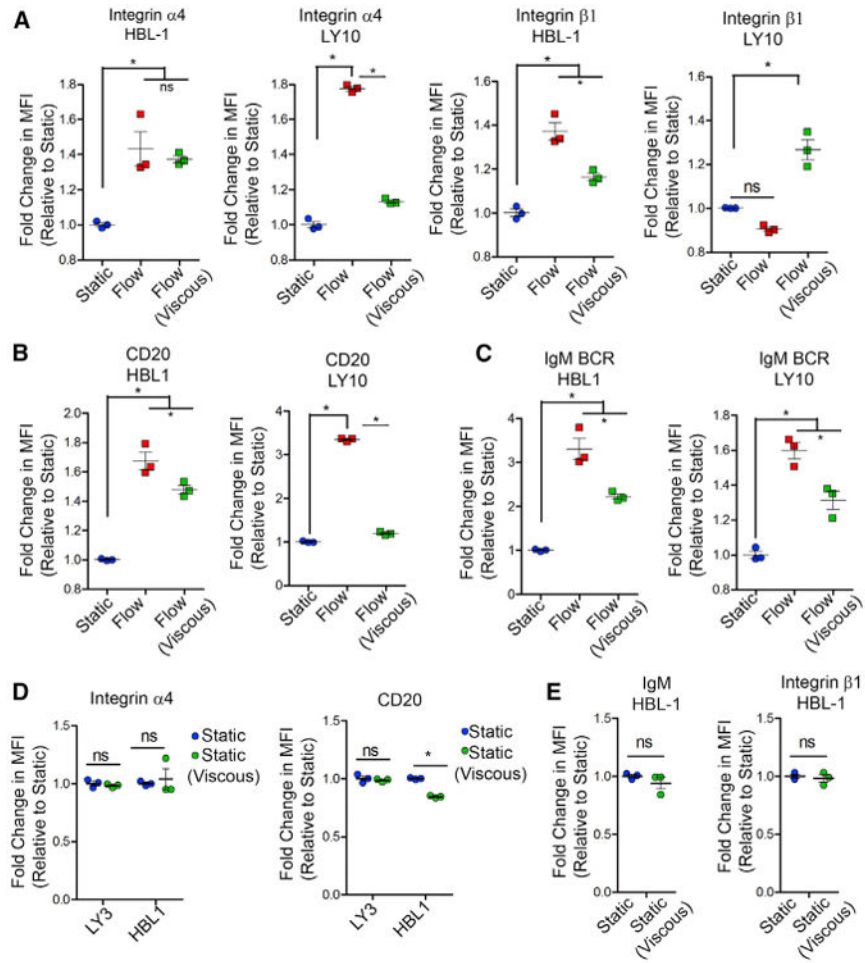 A
Integrin α4
HBL-1
Fold Change in MFI
(Relative to Static)
1.8
1.6
1.4
1.2
1.0
0.8
*
ns
Static
Flow
Flow
(Viscous)
Integrin α4
LY10
Fold Change in MFI
(Relative to Static)
1.8
1.6
1.4
1.2
1.0
0.8
*
*
Static
Flow
Flow
(Viscous)
Integrin β1
HBL-1
Fold Change in MFI
(Relative to Static)
1.6
1.4
1.2
1.0
0.8
*
*
Static
Flow
Flow
(Viscous)
Integrin β1
LY10
Fold Change in MFI
(Relative to Static)
1.6
1.4
1.2
1.0
0.8
*
ns
Static
Flow
Flow
(Viscous)
B
CD20
HBL1
Fold Change in MFI
(Relative to Static)
2.0
1.8
1.6
1.4
1.2
1.0
0.8
*
*
Static
Flow
Flow
(Viscous)
CD20
LY10
Fold Change in MFI
(Relative to Static)
4
3
2
1
0
*
*
Static
Flow
Flow
(Viscous)
C
IgM BCR
HBL1
Fold Change in MFI
(Relative to Static)
4
3
2
1
0
*
*
Static
Flow
Flow
(Viscous)
IgM BCR
LY10
Fold Change in MFI
(Relative to Static)
1.8
1.6
1.4
1.2
1.0
0.8
*
*
Static
Flow
Flow
(Viscous)
D
Integrin α4
Fold Change in MFI
(Relative to Static)
1.5
1.0
0.5
0.0
ns
ns
LY3
HBL1
Static
Static
(Viscous)
CD20
Fold Change in MFI
(Relative to Static)
1.5
1.0
0.5
0.0
ns
*
LY3
HBL1
Static
Static
(Viscous)
E
IgM
HBL-1
Fold Change in MFI
(Relative to Static)
1.5
1.0
0.5
0.0
ns
Static
Static
(Viscous)
Integrin β1
HBL-1
Fold Change in MFI
(Relative to Static)
1.5
1.0
0.5
0.0
ns
Static
Static
(Viscous)